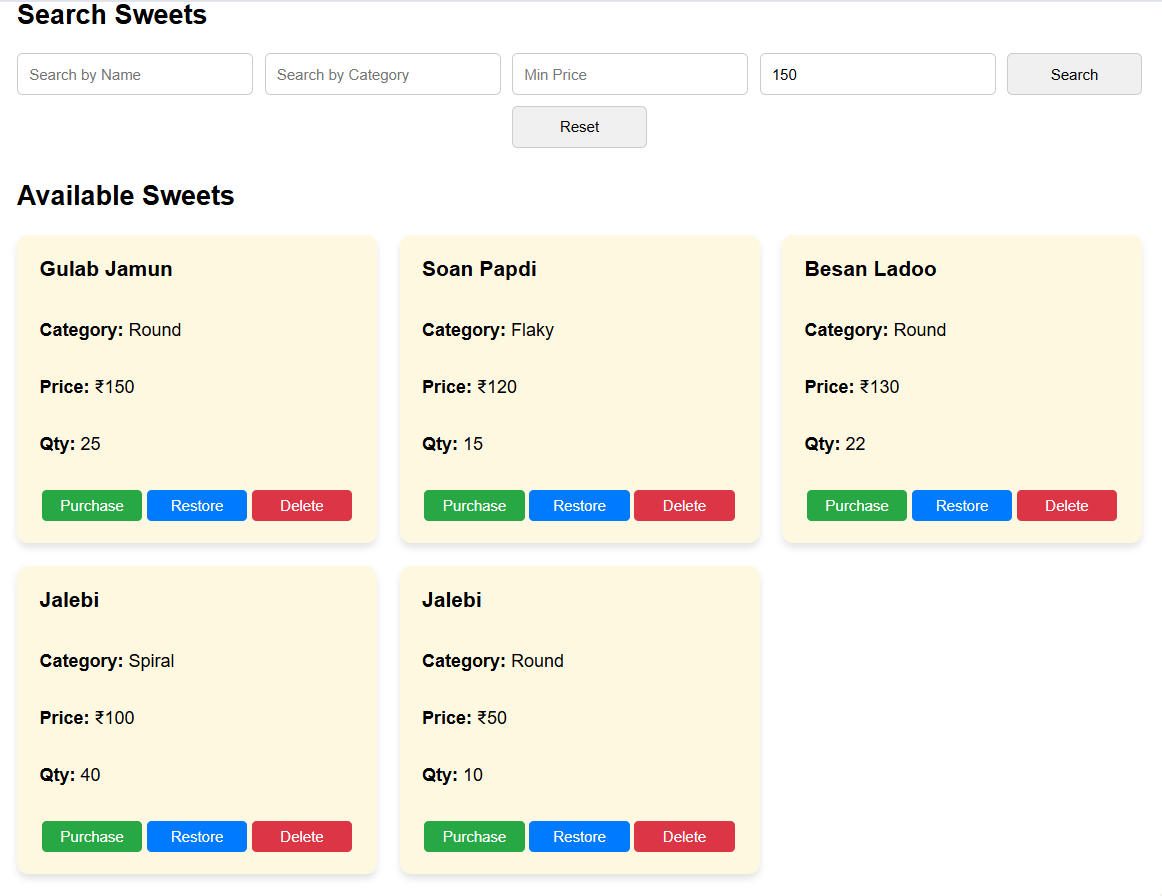 Search Sweets
Search by Name
Search by Category
Min Price
150
Search
Reset
Available Sweets
Gulab Jamun
Category: Round
Price: ₹150
Qty: 25
Purchase
Restore
Delete
Soan Papdi
Category: Flaky
Price: ₹120
Qty: 15
Purchase
Restore
Delete
Besan Ladoo
Category: Round
Price: ₹130
Qty: 22
Purchase
Restore
Delete
Jalebi
Category: Spiral
Price: ₹100
Qty: 40
Purchase
Restore
Delete
Jalebi
Category: Round
Price: ₹50
Qty: 10
Purchase
Restore
Delete